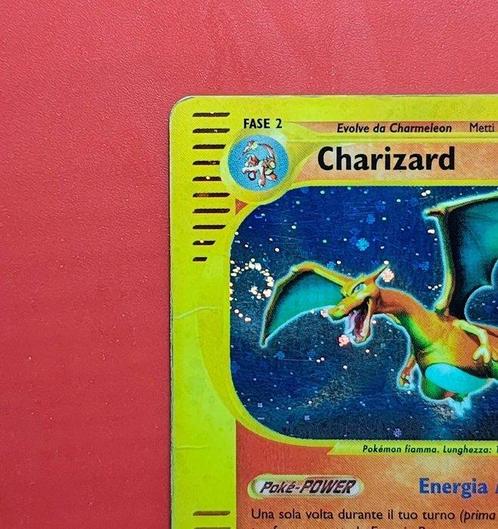 FASE 2
Evolve da Charmeleon Metti
Charizard
Pokémon fiamma. Lunghezza: 1
Poké-POWER Energia
Una sola volta durante il tuo turno (prima